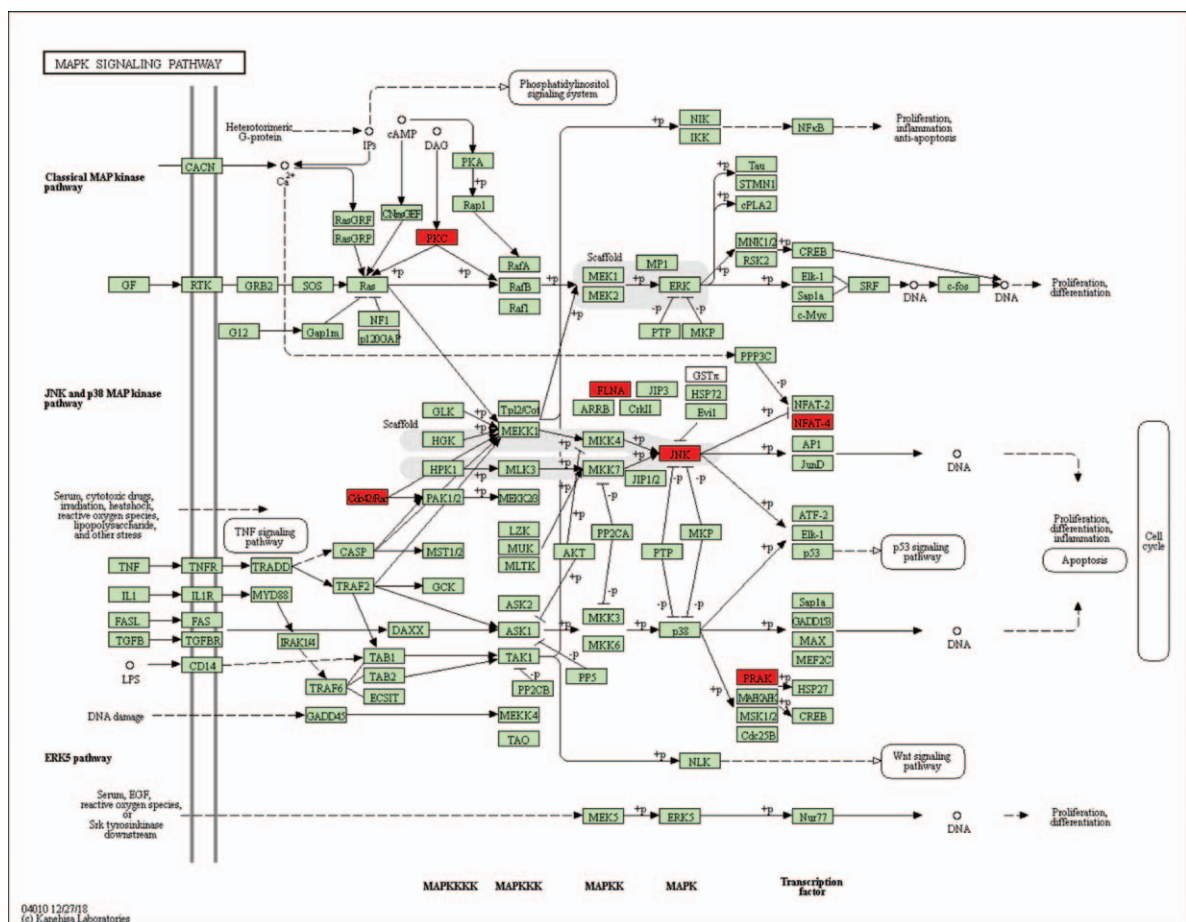 MAPK SIGNALING PATHWAY
Phosphatidylinositol
signaling system
Heterotorimeric
G-protein
IP3
cAMP
DAG
NIK
IKK
+p
NFκB
Proliferation,
inflammation
anti-apoptosis
Classical MAP kinase
pathway
CACN
Ca2+
PKA
+p
Rap1
Tau
STMN1
cPLA2
+p
+p
RasGRF
RasGRP
CNrasGEF
PKC
RafA
RafB
Raf1
+p
+p
+p
Scaffold
MEK1
MEK2
MP1
ERK
+p
+p
+p
MNK1/2
RSK2
+p
CREB
GF
RTK
GRB2
SOS
Ras
Elk-1
Sap1a
c-Myc
SRF
DNA
c-fos
DNA
Proliferation,
differentiation
G12
Gap1m
NF1
p120GAP
-p
-p
PTP
MKP
PPP3C
-p
JNK and p38 MAP kinase
pathway
Scaffold
GLK
HGK
HPK1
+p
+p
+p
Tpl2/Cot
MEKK1
MLK3
+p
+p
FLNA
JIP3
ARRB
CrkII
GSTπ
HSP72
Evi1
MKK4
MKK7
+p
+p
JNK
JIP1/2
+p
+p
+p
NFAT-2
NFAT-4
AP1
JunD
DNA
Serum, cytotoxic drugs,
irradiation, heatshock,
reactive oxygen species,
lipopolysaccharide,
and other stress
Cdc42/Rac
PAK1/2
+p
MEKK2/3
TNF signaling
pathway
LZK
MUK
MLTK
-p
PP2CA
-p
-p
AKT
+p
PTP
MKP
-p
-p
-p
ATF-2
Elk-1
p53
p53 signaling
pathway
Proliferation,
differentiation,
inflammation
Apoptosis
Cell
cycle
CASP
MST1/2
TNF
TNFR
TRADD
TRAF2
GCK
IL1
IL1R
MYD88
ASK2
FASL
FAS
TGFB
TGFBR
IRAK1/4
DAXX
ASK1
+p
MKK3
MKK6
+p
p38
+p
Sap1a
GADD153
MAX
MEF2C
DNA
LPS
CD14
TAB1
TAB2
ECSIT
TRAF6
TAK1
-p
-p
PP2CB
PP5
PRAK
+p
MAPKAPK
+p
+p
MSK1/2
Cdc25B
HSP27
CREB
DNA damage
GADD45
MEKK4
TAO
ERK5 pathway
+p
NLK
Wnt signaling
pathway
Serum, EGF,
reactive oxygen species,
or
Srk tyrosinkinase
downstream
MEK5
+p
ERK5
+p
Nur77
DNA
Proliferation,
differentiation
MAPKKKK
MAPKKK
MAPKK
MAPK
Transcription
factor
04010 12/27/18
(c) Kanehisa Laboratories